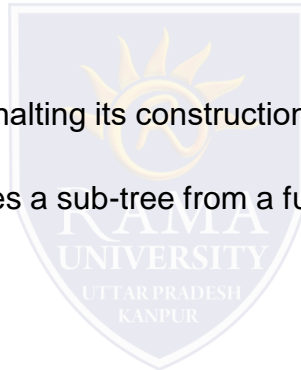 halting its construction
es a sub-tree from a fu
RAMA
UNIVERSITY
UTTAR PRADESH
KANPUR